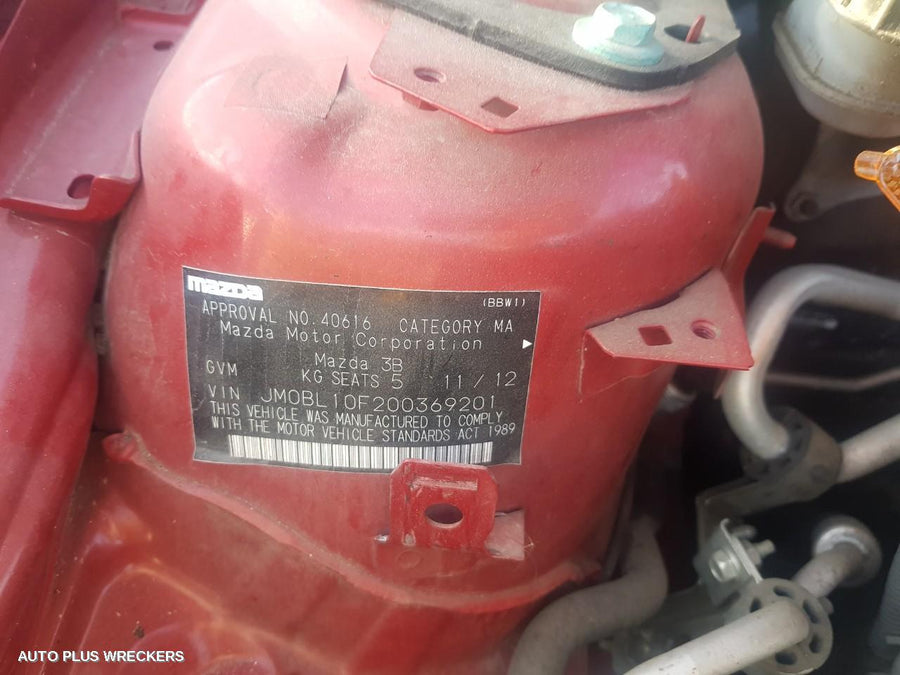 mazda
(BBW1)
APPROVAL NO. 40616 CATEGORY MA
Mazda Motor Corporation
Mazda 3B
GVM KG SEATS 5 11 / 12
VIN JM0BL10F200369201
THIS VEHICLE WAS MANUFACTURED TO COMPLY
WITH THE MOTOR VEHICLE STANDARDS ACT 1989
AUTO PLUS WRECKERS